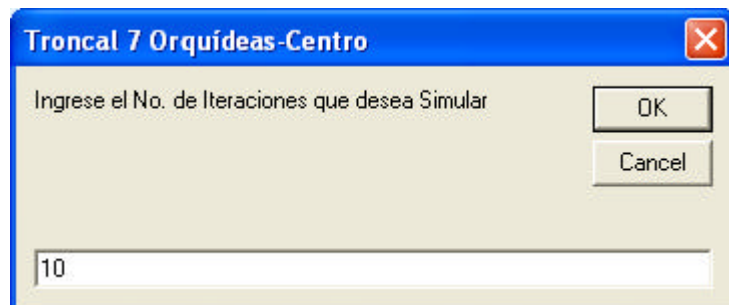 Troncal 7 Orquídeas-Centro
Ingrese el No. de Iteraciones que desea Simular
OK
Cancel
10